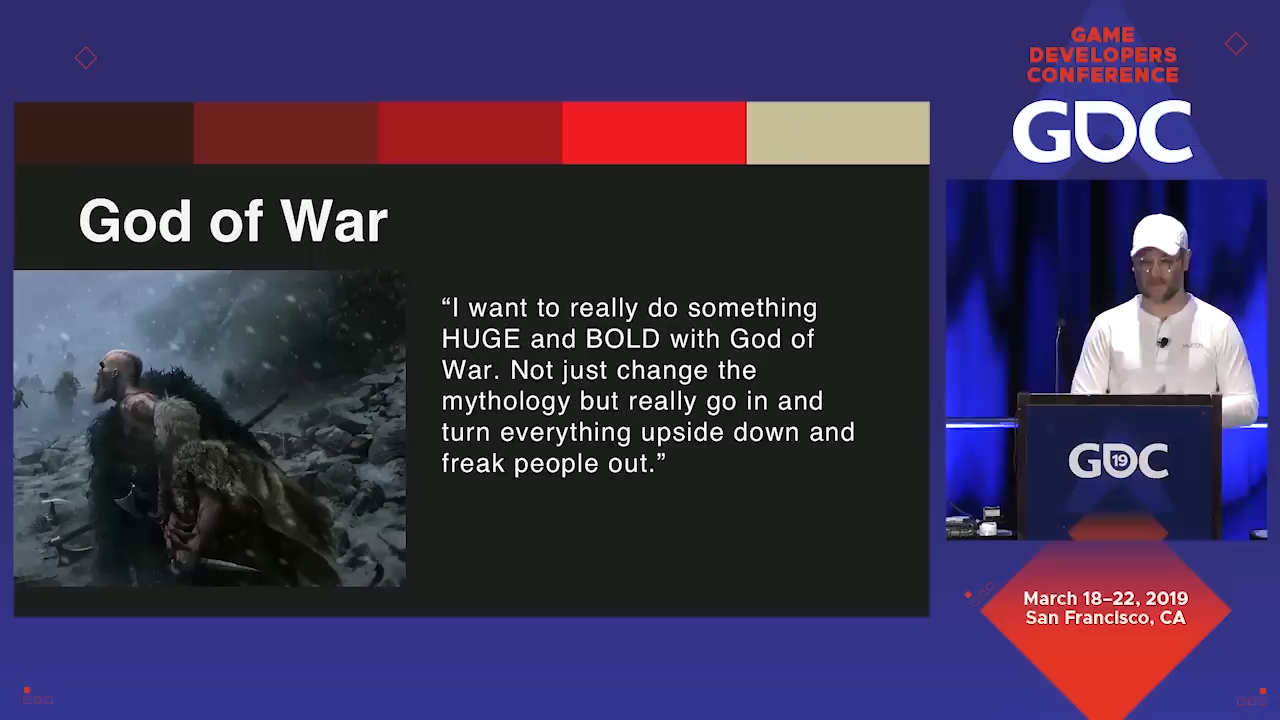 GAME
DEVELOPERS
CONFERENCE
GDC
God of War
“I want to really do something
HUGE and BOLD with God of
War. Not just change the
mythology but really go in and
turn everything upside down and
freak people out.”
GDC
19
March 18–22, 2019
San Francisco, CA